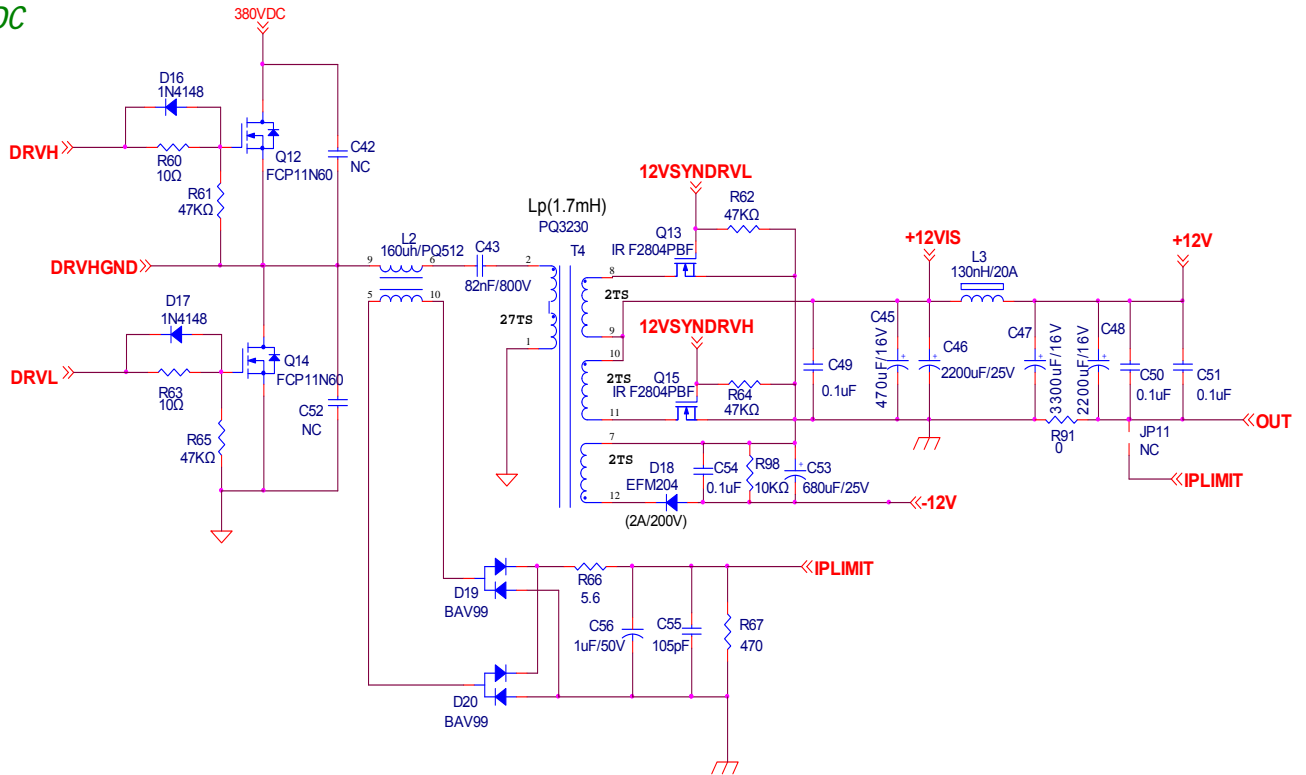 DC
380VDC
D16
1N4148
DRVH
R60
10Ω
Q12
FCP11N60
C42
NC
R61
47KΩ
12VSYNDRVL
R62
47KΩ
Lp(1.7mH)
PQ3230
T4
Q13
IR F2804PBF
L2
160uh/PQ512
C43
82nF/800V
DRVHGND
9
6
2
8
5
10
27TS
1
2TS
9
+12VIS
L3
130nH/20A
+12V
D17
1N4148
DRVL
R63
10Ω
Q14
FCP11N60
C52
NC
R65
47KΩ
12VSYNDRVH
10
2TS
11
Q15
IR F2804PBF
R64
47KΩ
C49
0.1uF
C45
470uF/16V
C46
2200uF/25V
C47
3300uF/16V
C48
2200uF/16V
C50
0.1uF
C51
0.1uF
R91
0
OUT
JP11
NC
IPLIMIT
7
2TS
12
D18
EFM204
(2A/200V)
C54
0.1uF
R98
10KΩ
C53
680uF/25V
-12V
D19
BAV99
R66
5.6
IPLIMIT
C56
1uF/50V
C55
105pF
R67
470
D20
BAV99